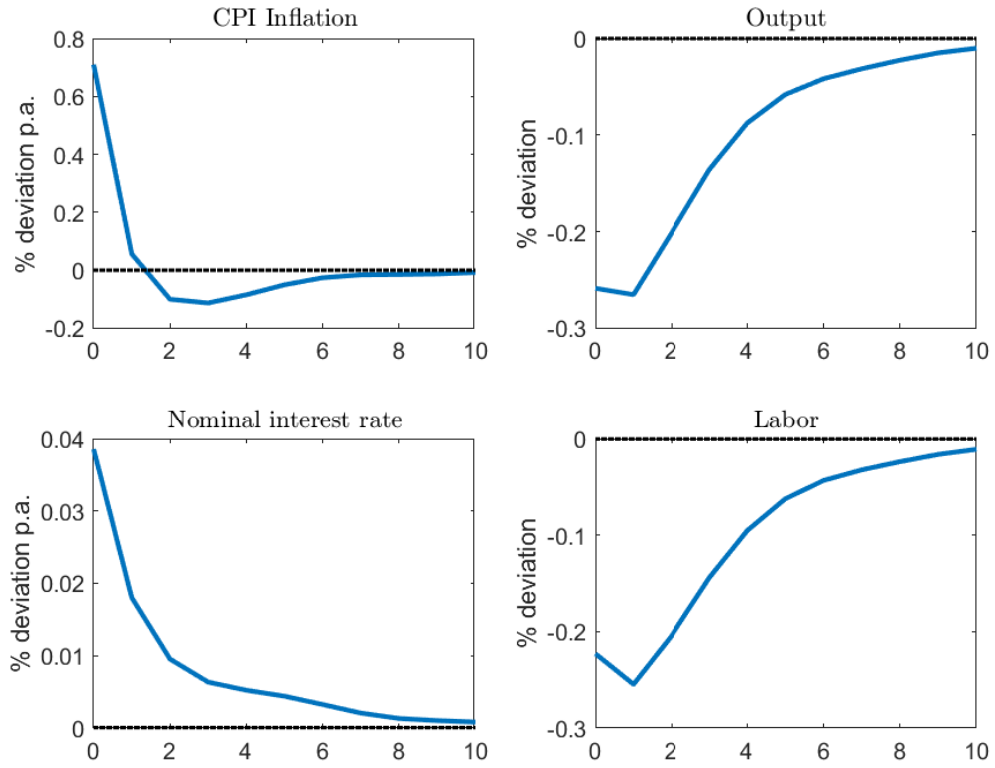 CPI Inflation
% deviation p.a.
0.8
0.6
0.4
0.2
0
-0.2
0 2 4 6 8 10
Output
% deviation
0
-0.1
-0.2
-0.3
0 2 4 6 8 10
Nominal interest rate
% deviation p.a.
0.04
0.03
0.02
0.01
0
0 2 4 6 8 10
Labor
% deviation
0
-0.1
-0.2
-0.3
0 2 4 6 8 10